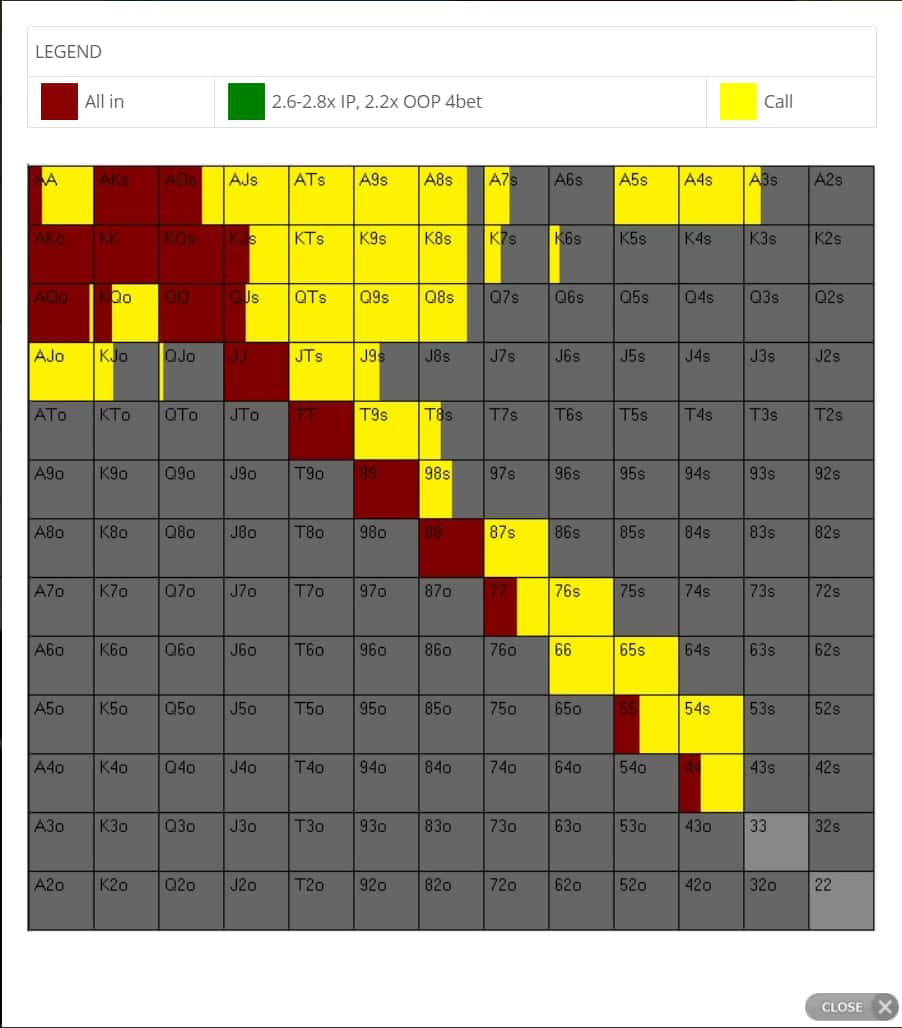 LEGEND
All in 2.6-2.8x IP, 2.2x OOP 4bet Call
AA AKs AQs AJs ATs A9s A8s A7s A6s A5s A4s A3s A2s
AKo KK KQs KJs KTs K9s K8s K7s K6s K5s K4s K3s K2s
AQo KQo QQ QJs QTs Q9s Q8s Q7s Q6s Q5s Q4s Q3s Q2s
AJo KJo QJo JJ JTs J9s J8s J7s J6s J5s J4s J3s J2s
ATo KTo QTo JTo TT T9s T8s T7s T6s T5s T4s T3s T2s
A9o K9o Q9o J9o T9o 99 98s 97s 96s 95s 94s 93s 92s
A8o K8o Q8o J8o T8o 98o 88 87s 86s 85s 84s 83s 82s
A7o K7o Q7o J7o T7o 97o 87o 77 76s 75s 74s 73s 72s
A6o K6o Q6o J6o T6o 96o 86o 76o 66 65s 64s 63s 62s
A5o K5o Q5o J5o T5o 95o 85o 75o 65o 55 54s 53s 52s
A4o K4o Q4o J4o T4o 94o 84o 74o 64o 54o 44 43s 42s
A3o K3o Q3o J3o T3o 93o 83o 73o 63o 53o 43o 33 32s
A2o K2o Q2o J2o T2o 92o 82o 72o 62o 52o 42o 32o 22
CLOSE